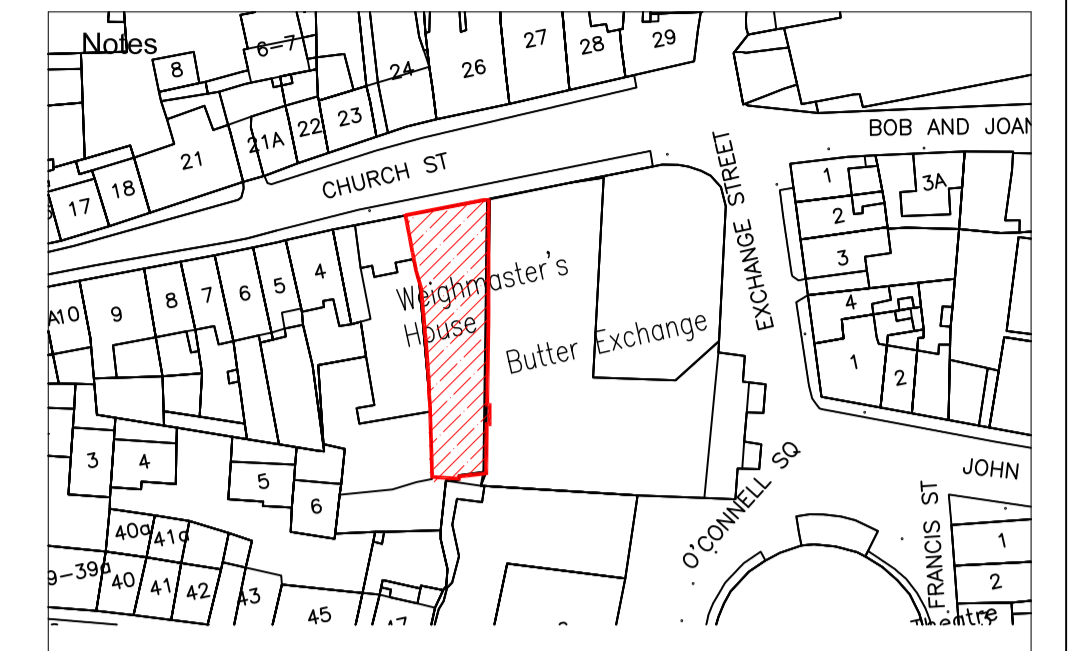 Notes
6-7
8
24
26
27
28
29
21
21A
22
23
17
18
CHURCH ST
EXCHANGE STREET
BOB AND JOAN
1
3A
2
3
4
1
2
A10
9
8
7
6
5
4
Weighmaster's
House
Butter Exchange
3
4
5
6
O'CONNELL SQ
JOHN
FRANCIS ST
1
2
40a
41a
9-39a
40
41
42
43
45
47
Theatre